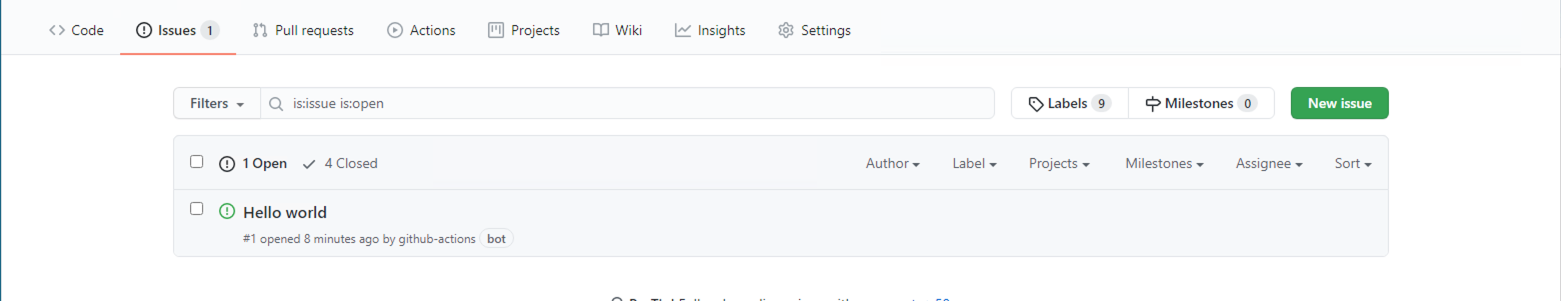 Code Issues 1 Pull requests Actions Projects Wiki Insights Settings
Filters is:issue is:open Labels 9 Milestones 0 New issue
1 Open 4 Closed Author Label Projects Milestones Assignee Sort
Hello world
#1 opened 8 minutes ago by github-actions bot